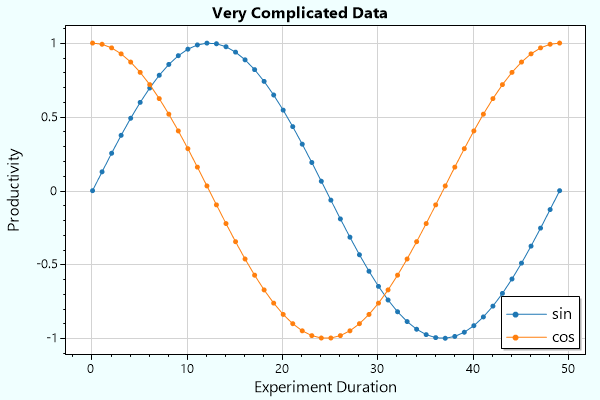 Very Complicated Data
Productivity
1
0.5
0
-0.5
-1
0
10
20
30
40
50
Experiment Duration
sin
cos